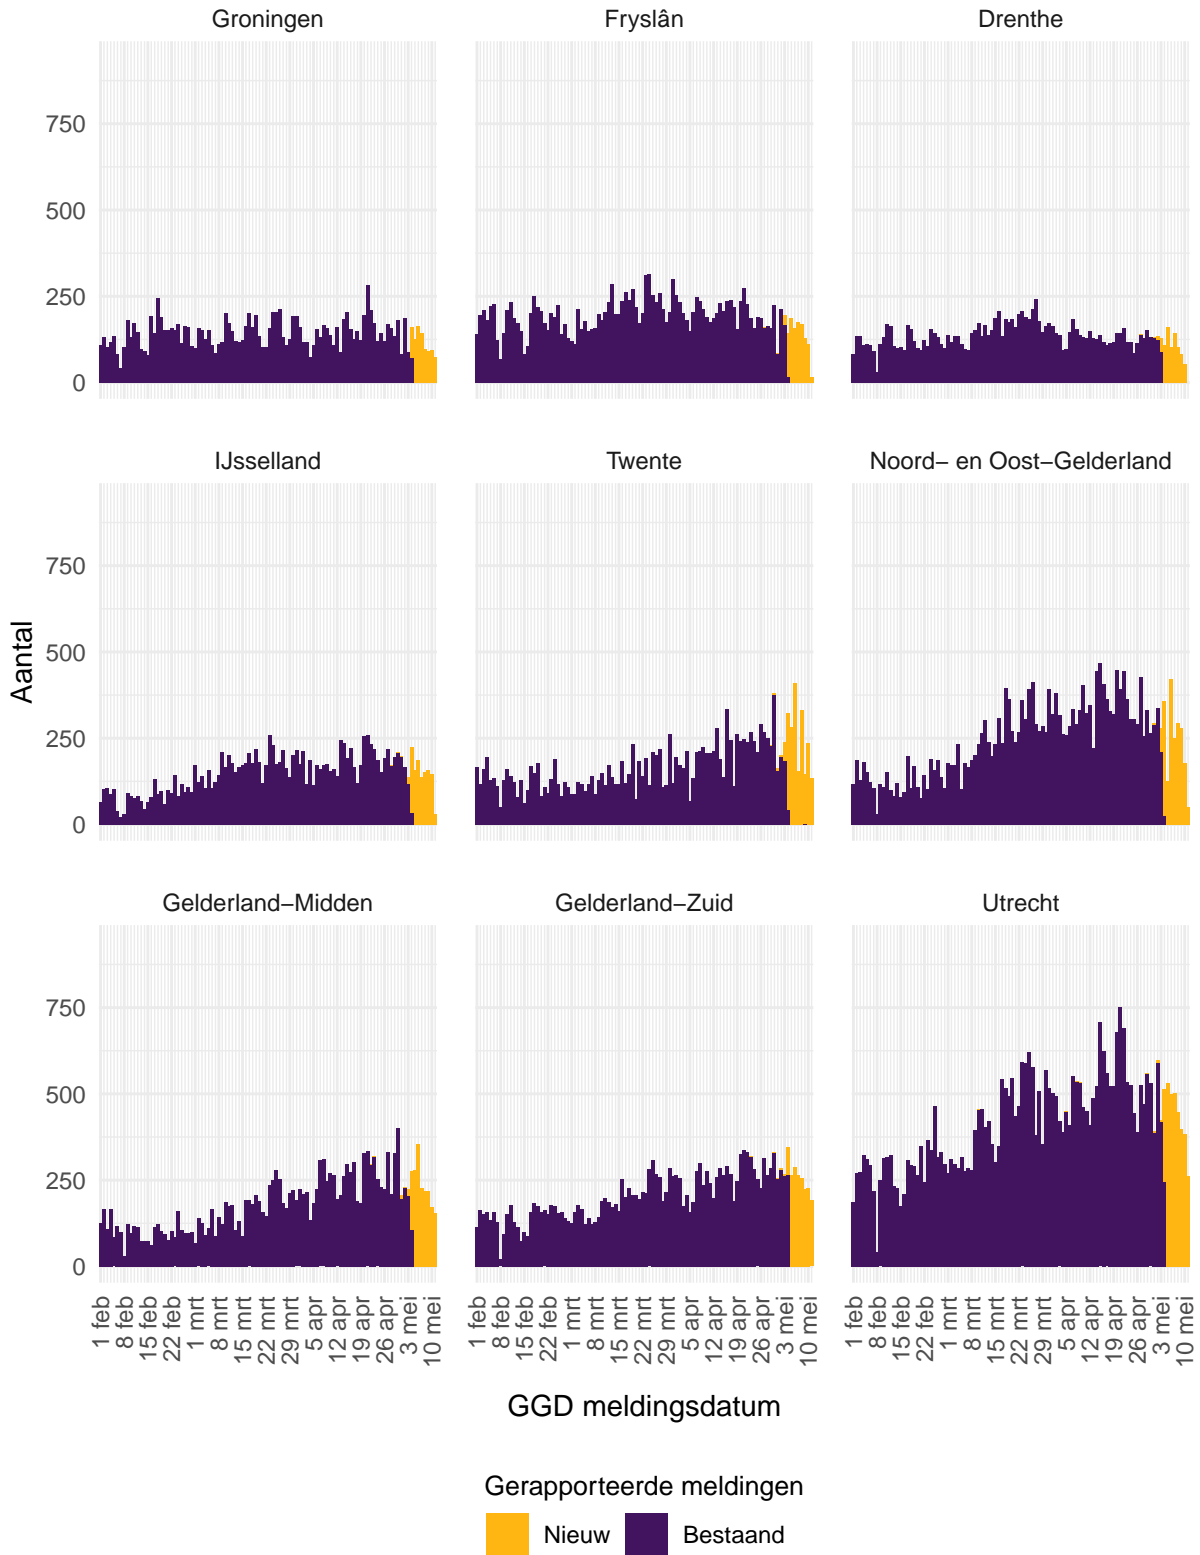 Groningen
Fryslân
Drenthe
750
500
250
0
IJsselland
Twente
Noord− en Oost−Gelderland
750
500
250
0
Aantal
Gelderland−Midden
Gelderland−Zuid
Utrecht
750
500
250
0
1 feb
8 feb
15 feb
22 feb
1 mrt
8 mrt
15 mrt
22 mrt
29 mrt
5 apr
12 apr
19 apr
26 apr
3 mei
10 mei
1 feb
8 feb
15 feb
22 feb
1 mrt
8 mrt
15 mrt
22 mrt
29 mrt
5 apr
12 apr
19 apr
26 apr
3 mei
10 mei
1 feb
8 feb
15 feb
22 feb
1 mrt
8 mrt
15 mrt
22 mrt
29 mrt
5 apr
12 apr
19 apr
26 apr
3 mei
10 mei
GGD meldingsdatum
Gerapporteerde meldingen
Nieuw
Bestaand